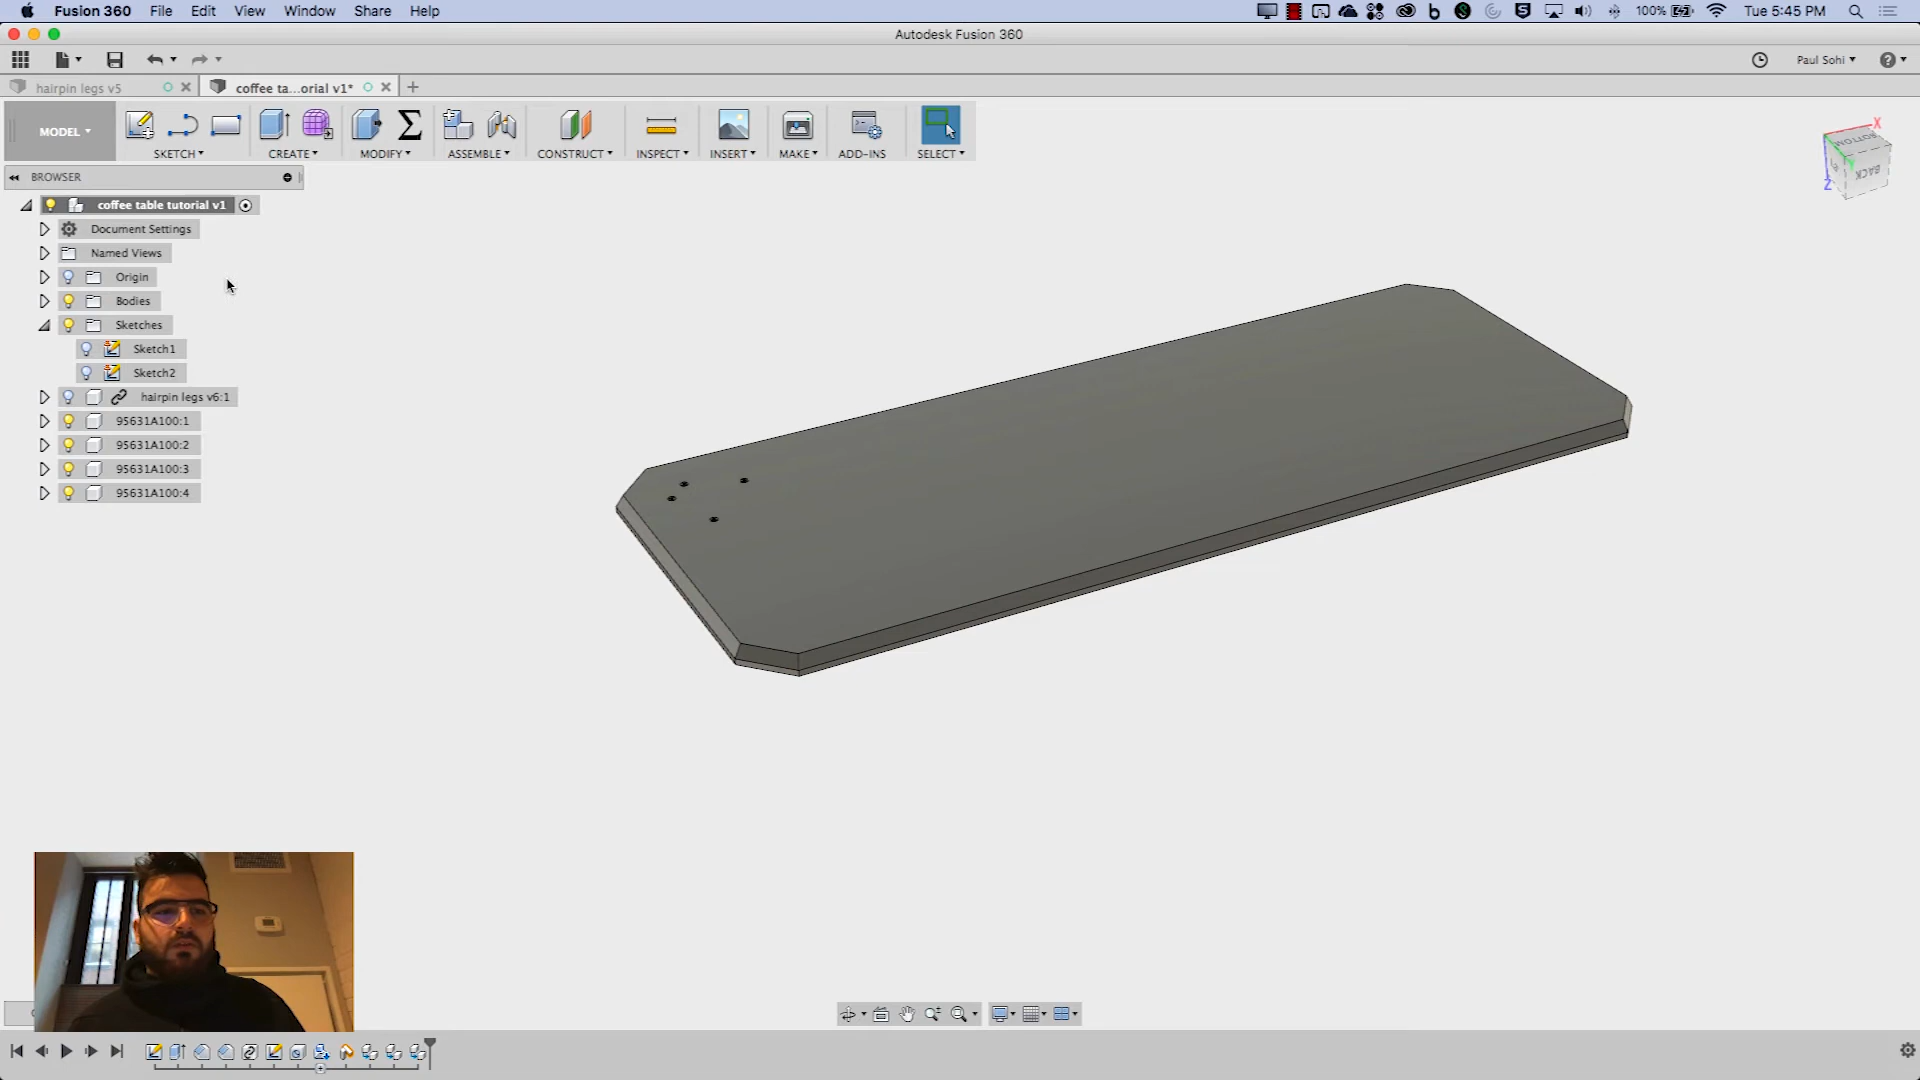 Fusion 360 File Edit View Window Share Help 100% Tue 5:45 PM
Autodesk Fusion 360
Paul Sohi
hairpin legs v5 coffee ta...orial v1*
MODEL SKETCH CREATE MODIFY ASSEMBLE CONSTRUCT INSPECT INSERT MAKE ADD-INS SELECT
BROWSER
coffee table tutorial v1
Document Settings
Named Views
Origin
Bodies
Sketches
Sketch1
Sketch2
hairpin legs v6:1
95631A100:1
95631A100:2
95631A100:3
95631A100:4
X
BOTTOM
BACK
Z